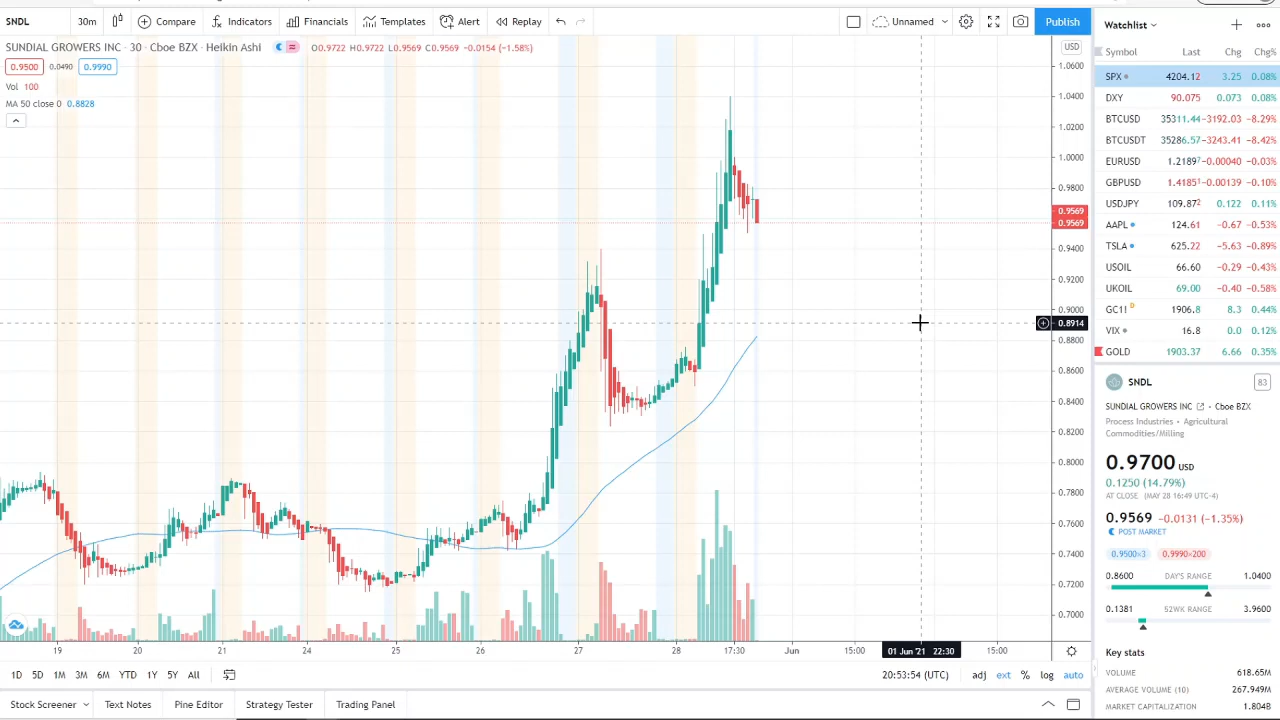 SNDL 30m Compare Indicators Financials Templates Alert Replay Unnamed Publish
SUNDIAL GROWERS INC · 30 · Cboe BZX · Heikin Ashi O0.9722 H0.9722 L0.9569 C0.9569 −0.0154 (−1.58%)
0.9500 0.0490 0.9990
Vol 100
MA 50 close 0 0.8828
USD
1.0600
1.0400
1.0200
1.0000
0.9800
0.9569
0.9569
0.9400
0.9200
0.9000
0.8914
0.8800
0.8600
0.8400
0.8200
0.8000
0.7800
0.7600
0.7400
0.7200
0.7000
19 20 21 24 25 26 27 28 17:30 Jun 15:00 01 Jun '21 22:30 15:00
1D 5D 1M 3M 6M YTD 1Y 5Y All 20:53:54 (UTC) adj ext % log auto
Stock Screener Text Notes Pine Editor Strategy Tester Trading Panel
Watchlist
Symbol Last Chg Chg%
SPX 4204.12 3.25 0.08%
DXY 90.075 0.073 0.08%
BTCUSD 35311.44 −3192.03 −8.29%
BTCUSDT 35286.57 −3243.41 −8.42%
EURUSD 1.21897 −0.00040 −0.03%
GBPUSD 1.41851 −0.00139 −0.10%
USDJPY 109.872 0.122 0.11%
AAPL 124.61 −0.67 −0.53%
TSLA 625.22 −5.63 −0.89%
USOIL 66.60 −0.29 −0.43%
UKOIL 69.00 −0.40 −0.58%
GC1! D 1906.8 8.3 0.44%
VIX 16.8 0.0 0.12%
GOLD 1903.37 6.66 0.35%
SNDL 83
SUNDIAL GROWERS INC · Cboe BZX
Process Industries · Agricultural
Commodities/Milling
0.9700 USD
0.1250 (14.79%)
AT CLOSE (MAY 28 16:49 UTC-4)
0.9569 −0.0131 (−1.35%)
POST MARKET
0.9500×3 0.9990×200
0.8600 DAY'S RANGE 1.0400
0.1381 52WK RANGE 3.9600
Key stats
VOLUME 618.65M
AVERAGE VOLUME (10) 267.949M
MARKET CAPITALIZATION 1.804B